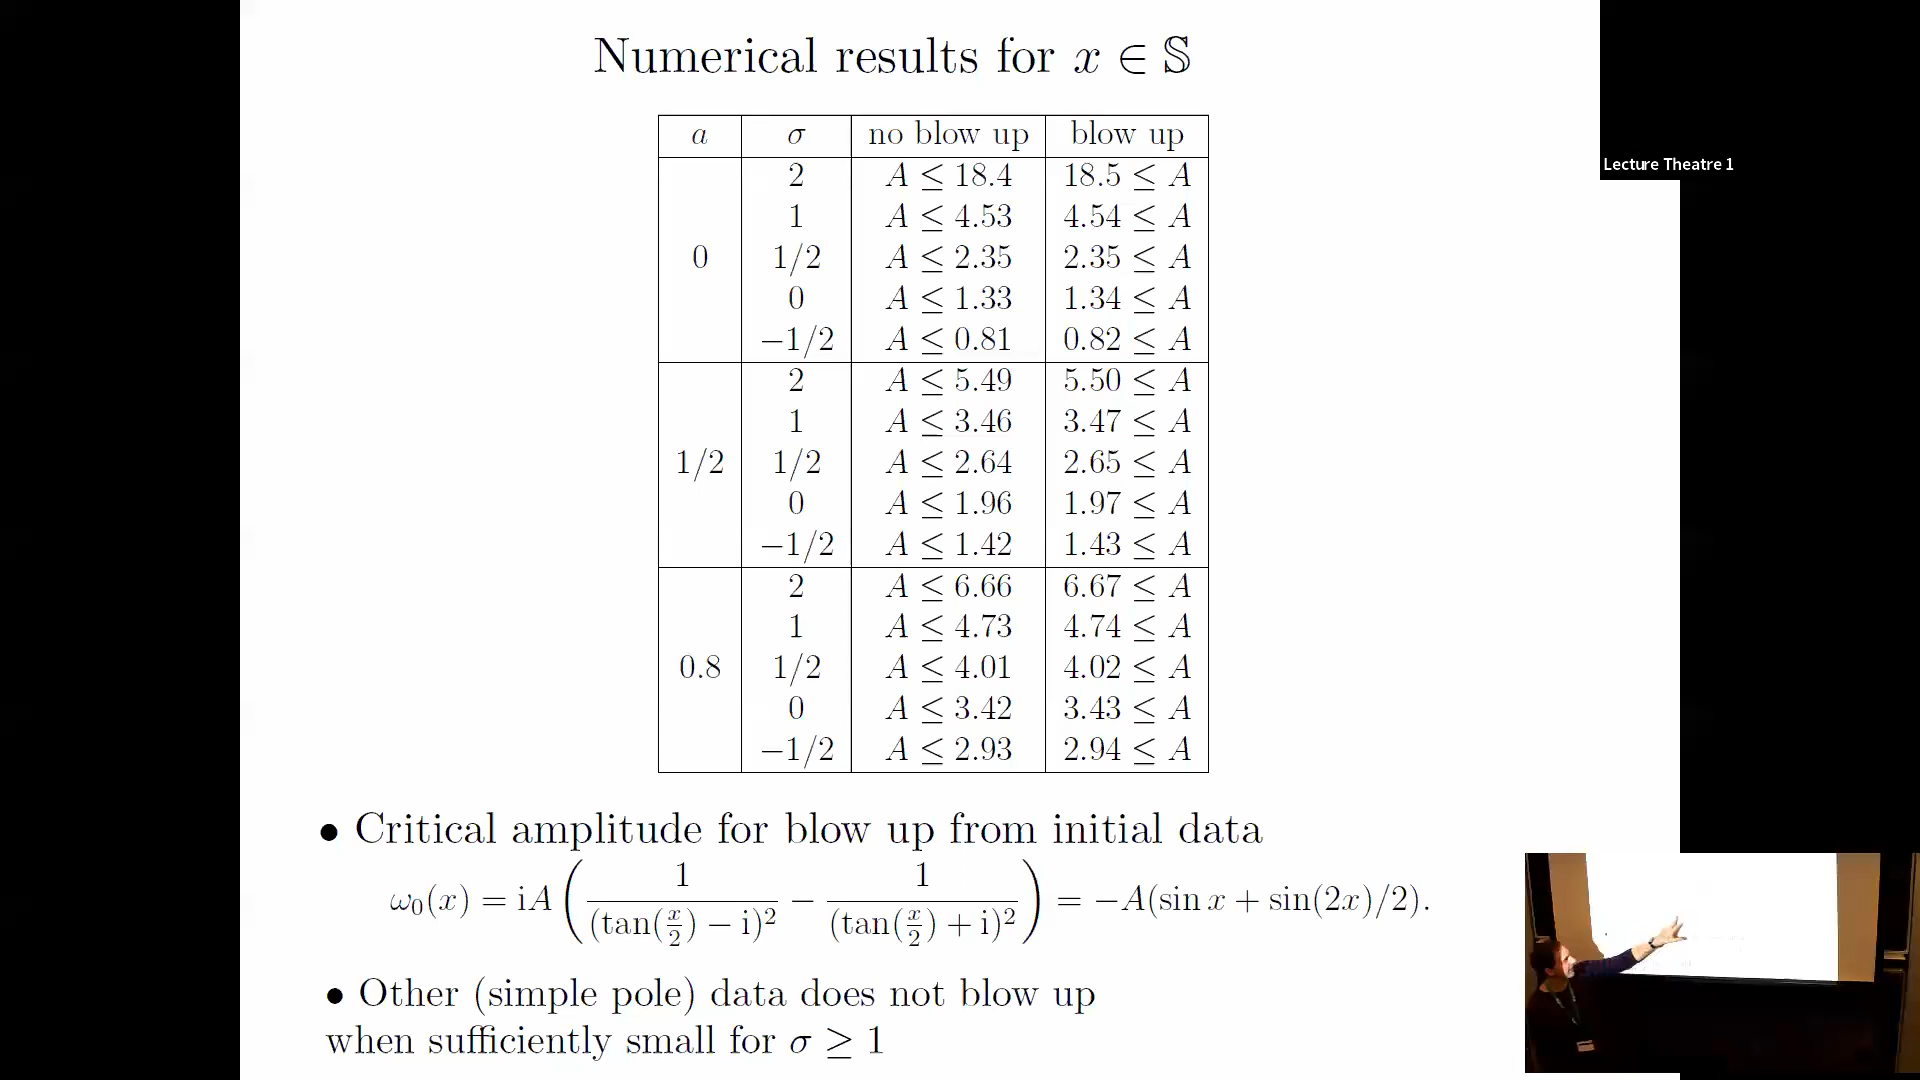 Numerical results for x ∈ 𝕊
a σ no blow up blow up
0
2 A ≤ 18.4 18.5 ≤ A
1 A ≤ 4.53 4.54 ≤ A
1/2 A ≤ 2.35 2.35 ≤ A
0 A ≤ 1.33 1.34 ≤ A
−1/2 A ≤ 0.81 0.82 ≤ A
1/2
2 A ≤ 5.49 5.50 ≤ A
1 A ≤ 3.46 3.47 ≤ A
1/2 A ≤ 2.64 2.65 ≤ A
0 A ≤ 1.96 1.97 ≤ A
−1/2 A ≤ 1.42 1.43 ≤ A
0.8
2 A ≤ 6.66 6.67 ≤ A
1 A ≤ 4.73 4.74 ≤ A
1/2 A ≤ 4.01 4.02 ≤ A
0 A ≤ 3.42 3.43 ≤ A
−1/2 A ≤ 2.93 2.94 ≤ A
• Critical amplitude for blow up from initial data
ω₀(x) = iA ( 1/(tan(x/2) − i)² − 1/(tan(x/2) + i)² ) = −A(sin x + sin(2x)/2).
• Other (simple pole) data does not blow up
when sufficiently small for σ ≥ 1
Lecture Theatre 1